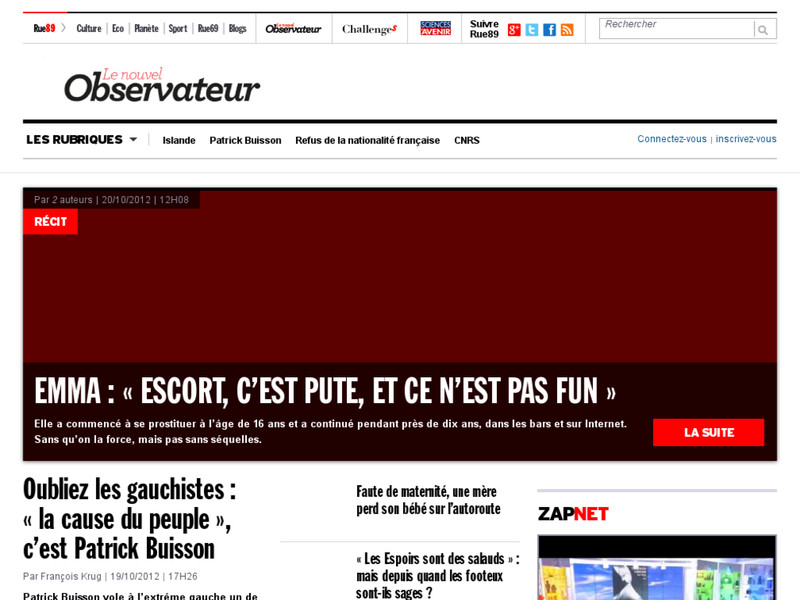 Rue89 Culture | Eco | Planète | Sport | Rue69 | Blogs
Le nouvel Observateur
Challenge$
SCIENCES AVENIR
Suivre
Rue89
Rechercher
Le nouvel
Observateur
LES RUBRIQUES Islande Patrick Buisson Refus de la nationalité française CNRS
Connectez-vous | inscrivez-vous
Par 2 auteurs | 20/10/2012 | 12H08
RÉCIT
EMMA : « ESCORT, C’EST PUTE, ET CE N’EST PAS FUN »
Elle a commencé à se prostituer à l’âge de 16 ans et a continué pendant près de dix ans, dans les bars et sur Internet.
Sans qu’on la force, mais pas sans séquelles.
LA SUITE
Oubliez les gauchistes :
« la cause du peuple »,
c’est Patrick Buisson
Par François Krug | 19/10/2012 | 17H26
Patrick Buisson vole à l’extrême gauche un de
Faute de maternité, une mère
perd son bébé sur l’autoroute
« Les Espoirs sont des salauds » :
mais depuis quand les footeux
sont-ils sages ?
ZAPNET